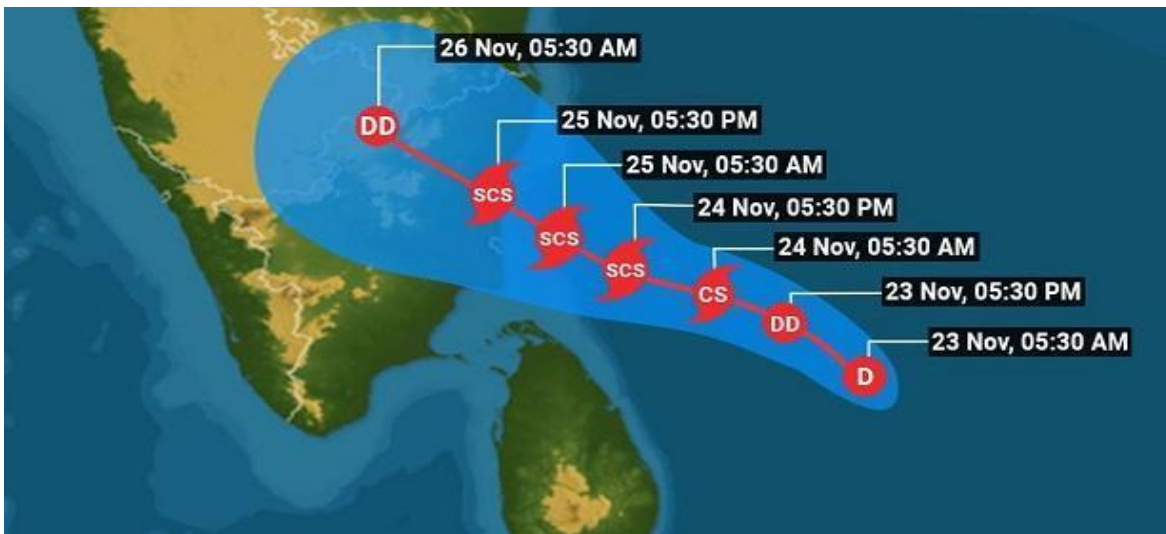 26 Nov, 05:30 AM
DD
25 Nov, 05:30 PM
SCS
25 Nov, 05:30 AM
SCS
24 Nov, 05:30 PM
SCS
24 Nov, 05:30 AM
CS
23 Nov, 05:30 PM
DD
23 Nov, 05:30 AM
D